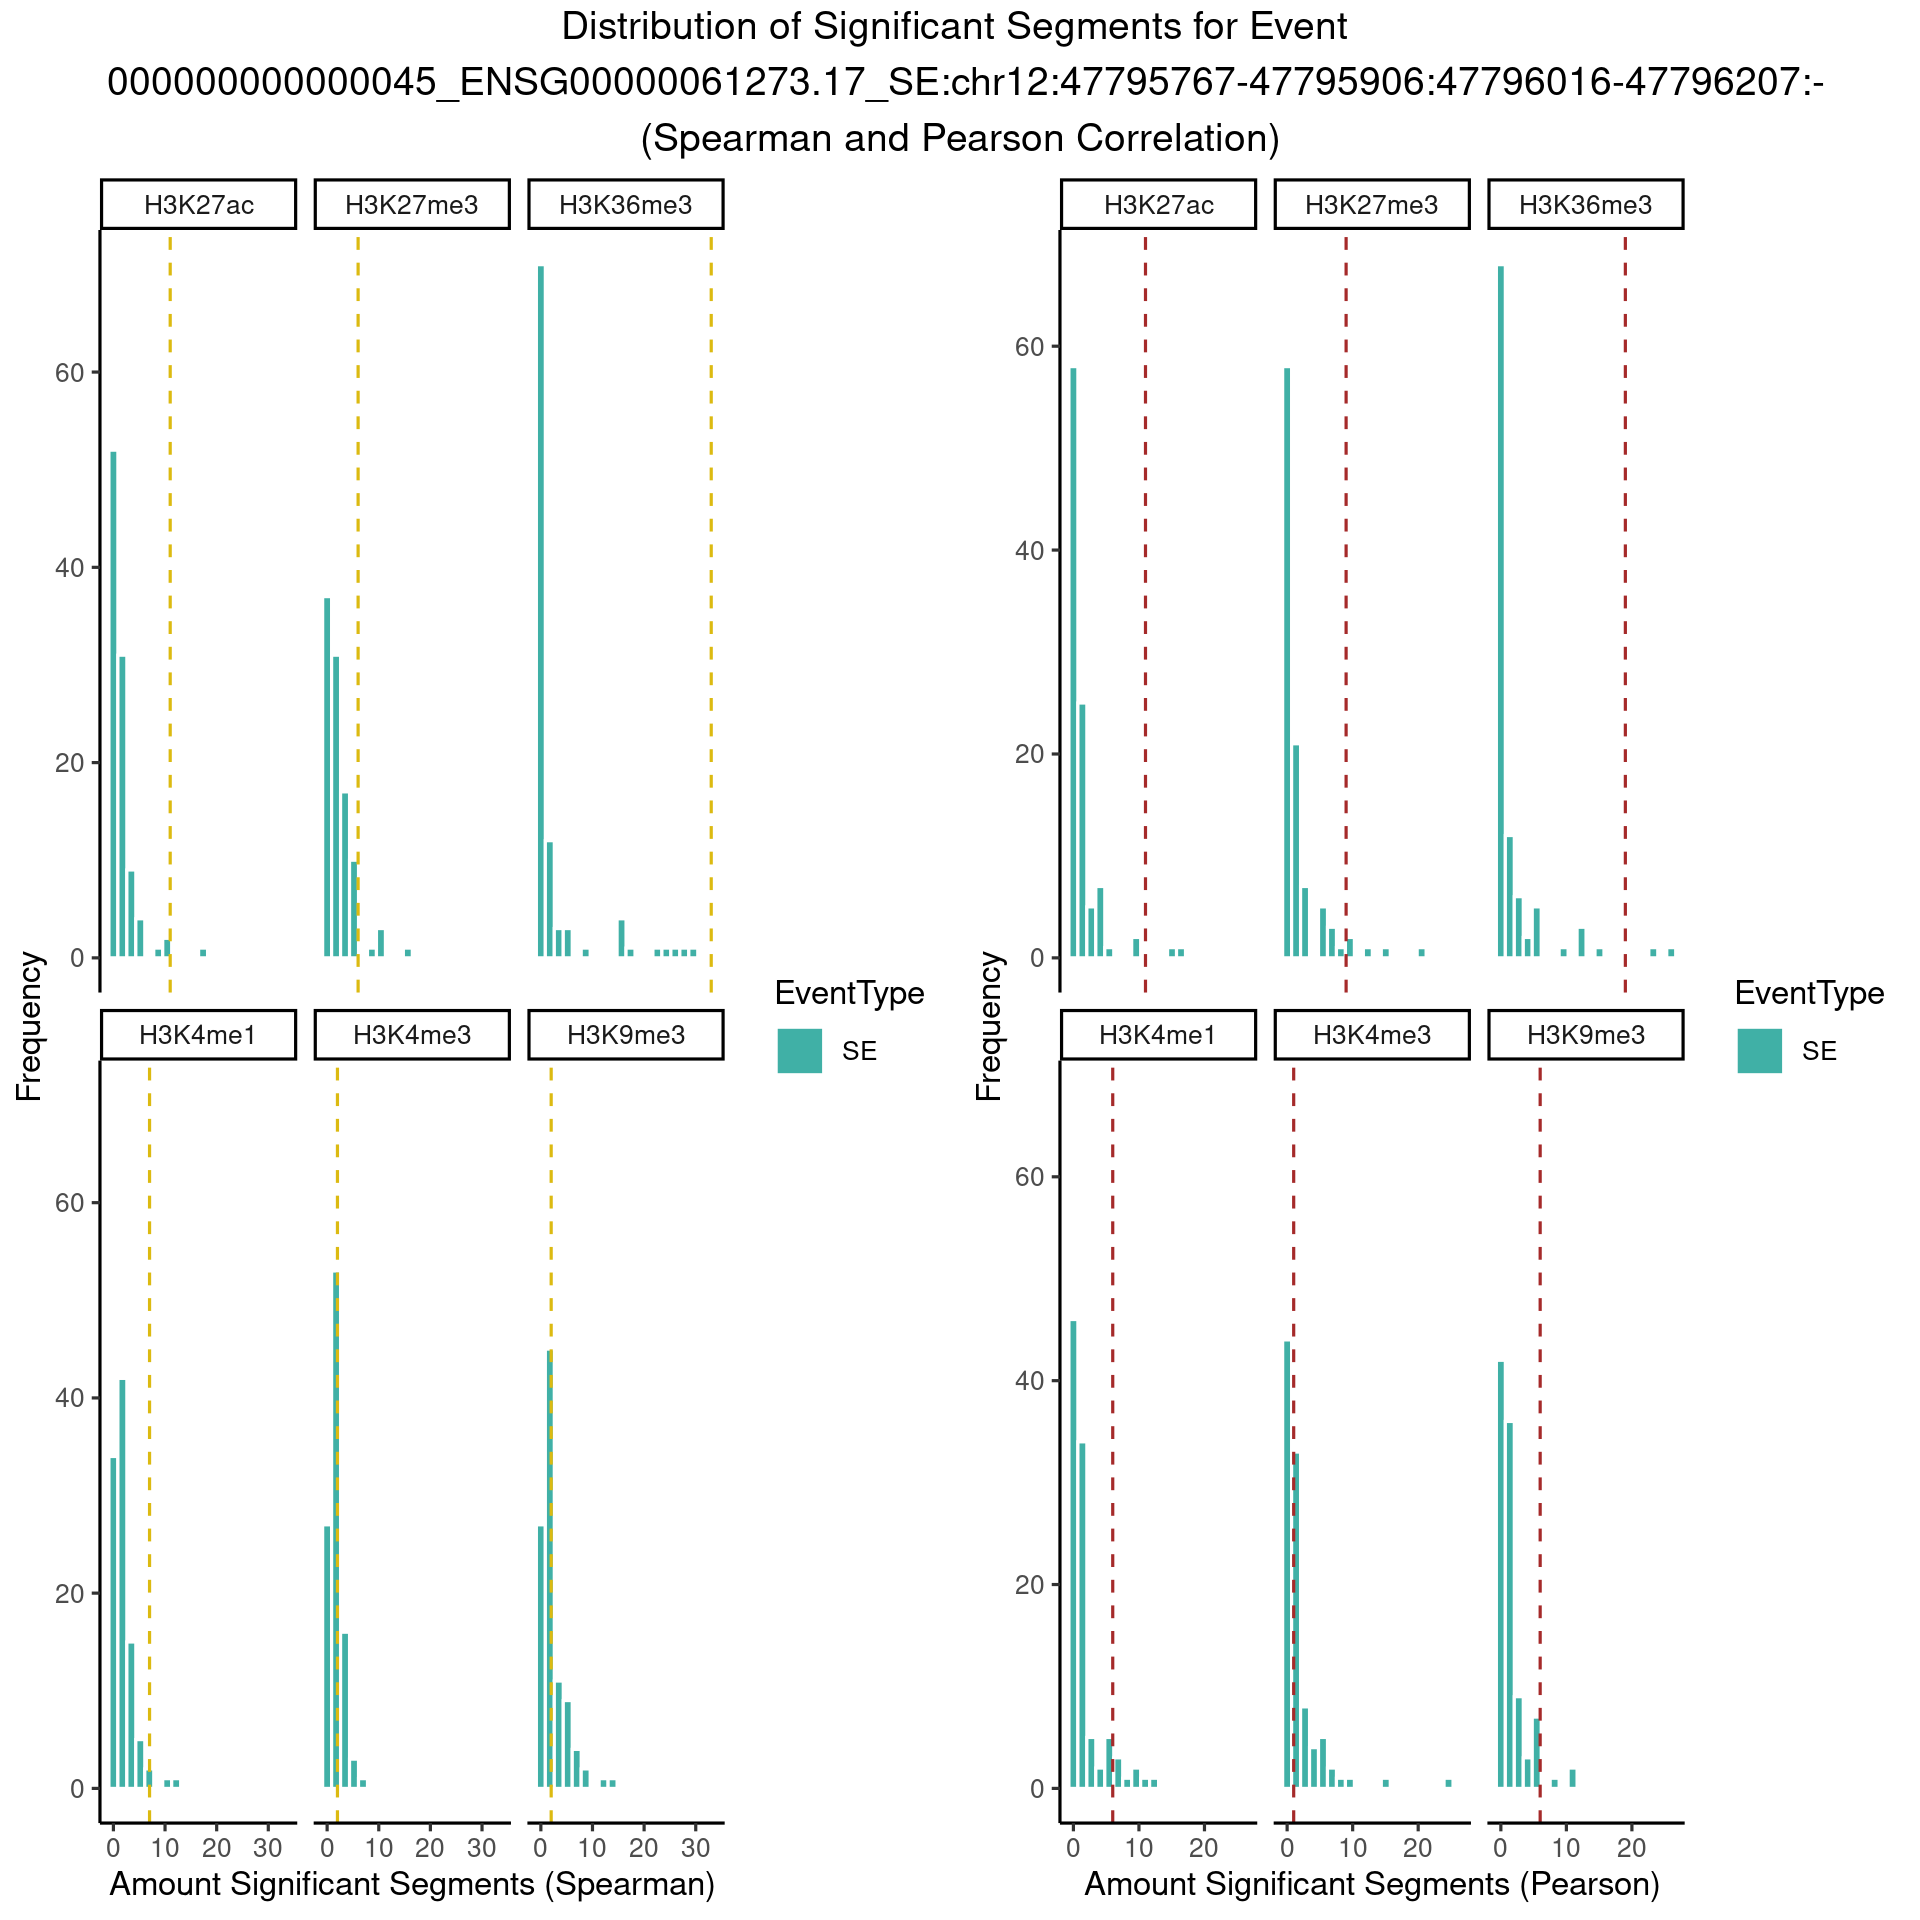 Distribution of Significant Segments for Event
000000000000045_ENSG00000061273.17_SE:chr12:47795767-47795906:47796016-47796207:-
(Spearman and Pearson Correlation)
H3K27ac H3K27me3 H3K36me3
60
40
20
0
H3K4me1 H3K4me3 H3K9me3
60
40
20
0
0 10 20 30 0 10 20 30 0 10 20 30
Frequency
Amount Significant Segments (Spearman)
EventType
SE
H3K27ac H3K27me3 H3K36me3
60
40
20
0
H3K4me1 H3K4me3 H3K9me3
60
40
20
0
0 10 20 0 10 20 0 10 20
Frequency
Amount Significant Segments (Pearson)
EventType
SE